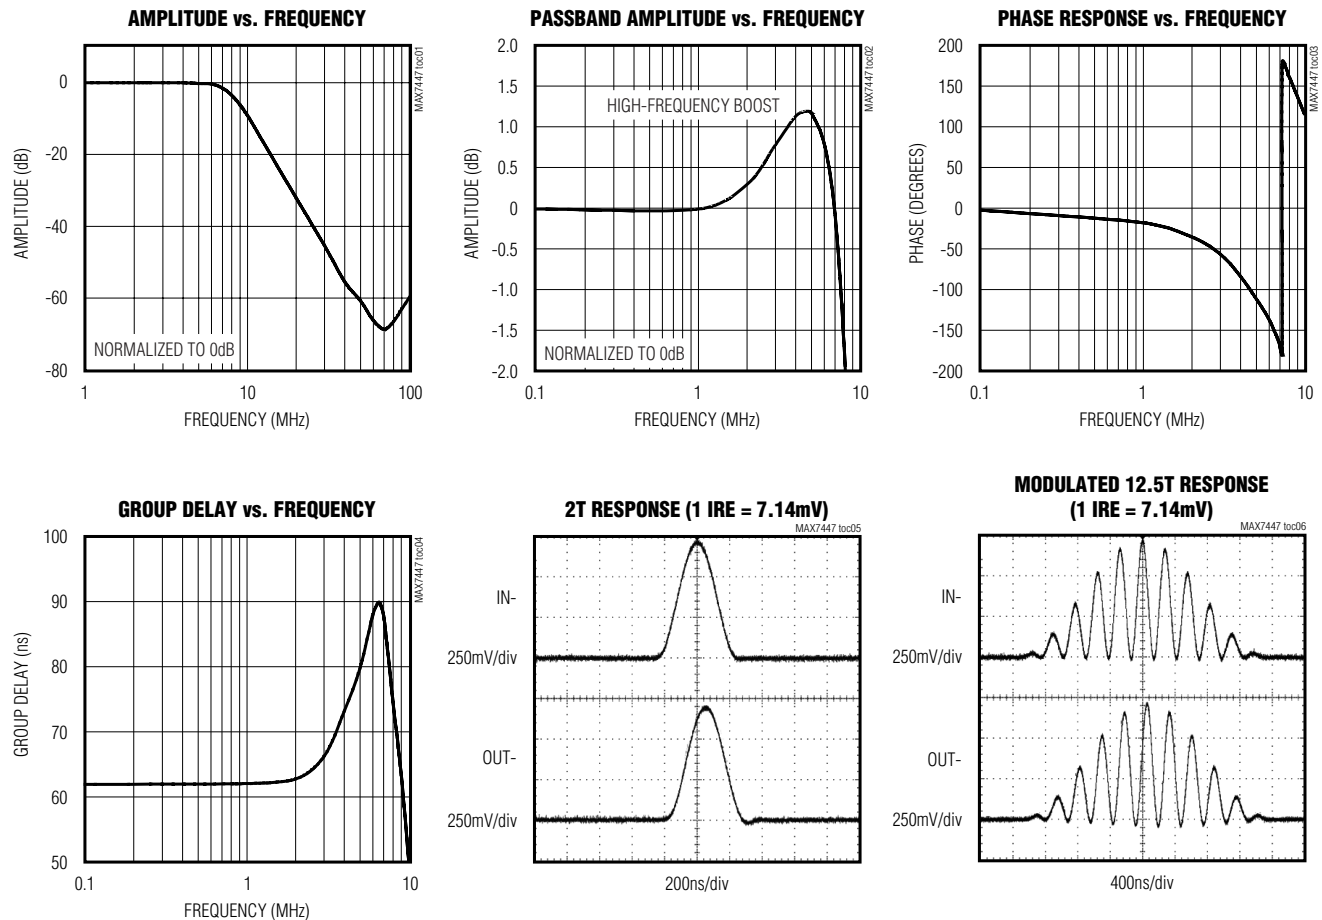 AMPLITUDE vs. FREQUENCY
MAX7447 toc01
AMPLITUDE (dB)
0
-20
-40
-60
-80
NORMALIZED TO 0dB
1
10
100
FREQUENCY (MHz)
PASSBAND AMPLITUDE vs. FREQUENCY
MAX7447 toc02
AMPLITUDE (dB)
2.0
1.5
1.0
0.5
0
-0.5
-1.0
-1.5
-2.0
HIGH-FREQUENCY BOOST
NORMALIZED TO 0dB
0.1
1
10
FREQUENCY (MHz)
PHASE RESPONSE vs. FREQUENCY
MAX7447 toc03
PHASE (DEGREES)
200
150
100
50
0
-50
-100
-150
-200
0.1
1
10
FREQUENCY (MHz)
GROUP DELAY vs. FREQUENCY
MAX7447 toc04
GROUP DELAY (ns)
100
90
80
70
60
50
0.1
1
10
FREQUENCY (MHz)
2T RESPONSE (1 IRE = 7.14mV)
MAX7447 toc05
IN-
250mV/div
OUT-
250mV/div
200ns/div
MODULATED 12.5T RESPONSE
(1 IRE = 7.14mV)
MAX7447 toc06
IN-
250mV/div
OUT-
250mV/div
400ns/div